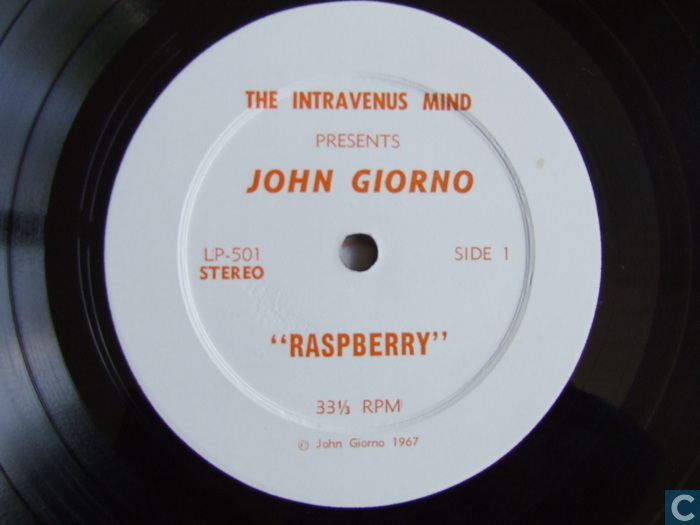 THE INTRAVENUS MIND
PRESENTS
JOHN GIORNO
LP-501 SIDE 1
STEREO
“RASPBERRY”
33⅓ RPM
© John Giorno 1967
C